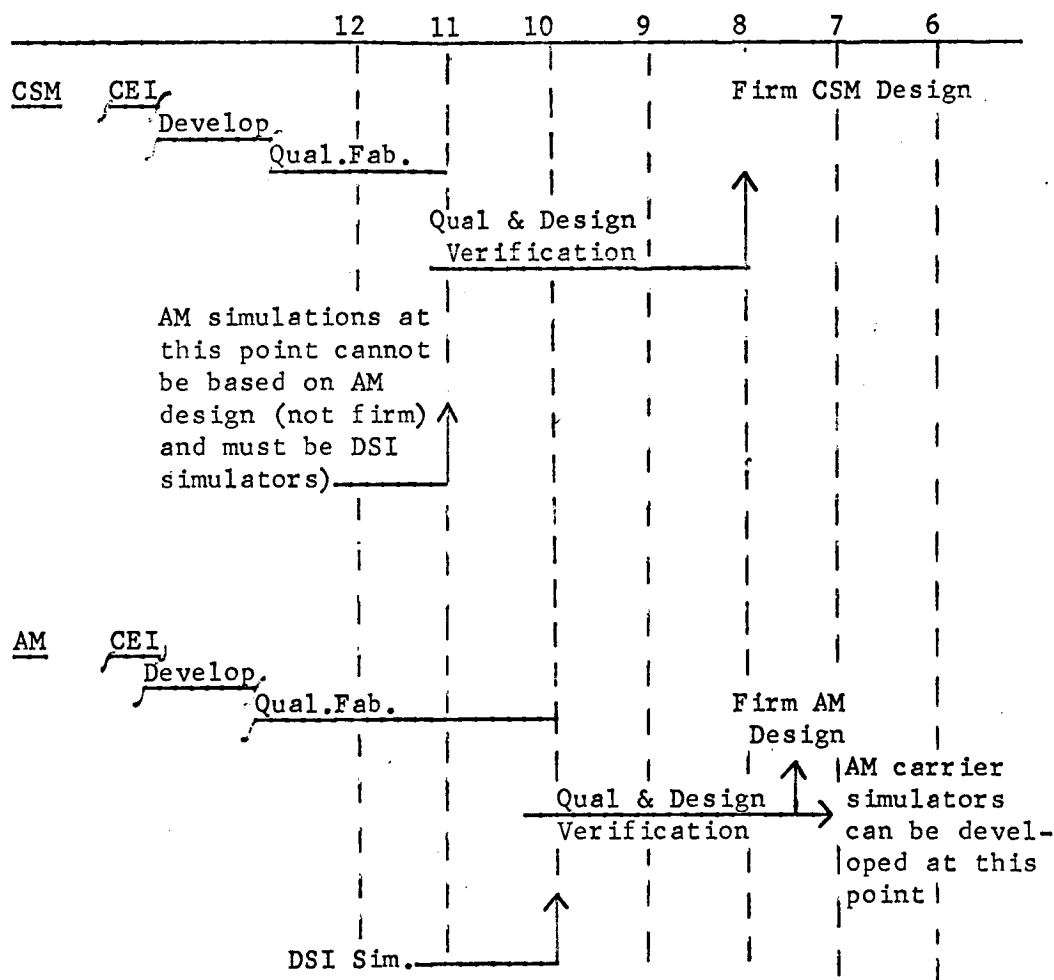 12 11 10 9 8 7 6
CSM CEI Firm CSM Design
Develop.
Qual.Fab.
Qual & Design
Verification
AM simulations at
this point cannot
be based on AM
design (not firm)
and must be DSI
simulators)
AM CEI
Develop.
Qual.Fab.
Firm AM
Design
AM carrier
simulators
can be devel-
oped at this
point
Qual & Design
Verification
DSI Sim.